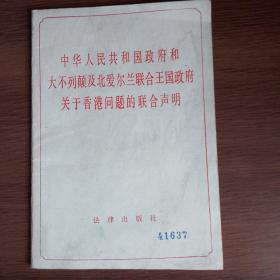 中华人民共和国政府和
大不列颠及北爱尔兰联合王国政府
关于香港问题的联合声明
法律出版社
41637